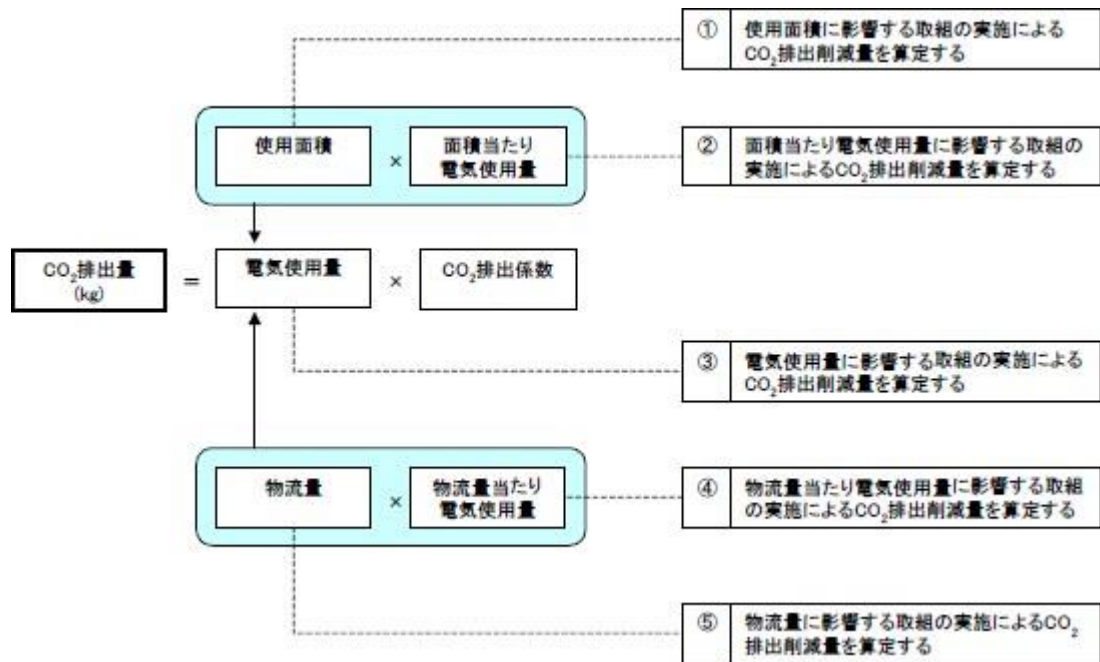 ① 使用面積に影響する取組の実施による
CO₂排出削減量を算定する
使用面積 × 面積当たり
電気使用量
② 面積当たり電気使用量に影響する取組の
実施によるCO₂排出削減量を算定する
CO₂排出量
(kg)
= 電気使用量 × CO₂排出係数
③ 電気使用量に影響する取組の実施による
CO₂排出削減量を算定する
物流量 × 物流量当たり
電気使用量
④ 物流量当たり電気使用量に影響する取組
の実施によるCO₂排出削減量を算定する
⑤ 物流量に影響する取組の実施によるCO₂
排出削減量を算定する